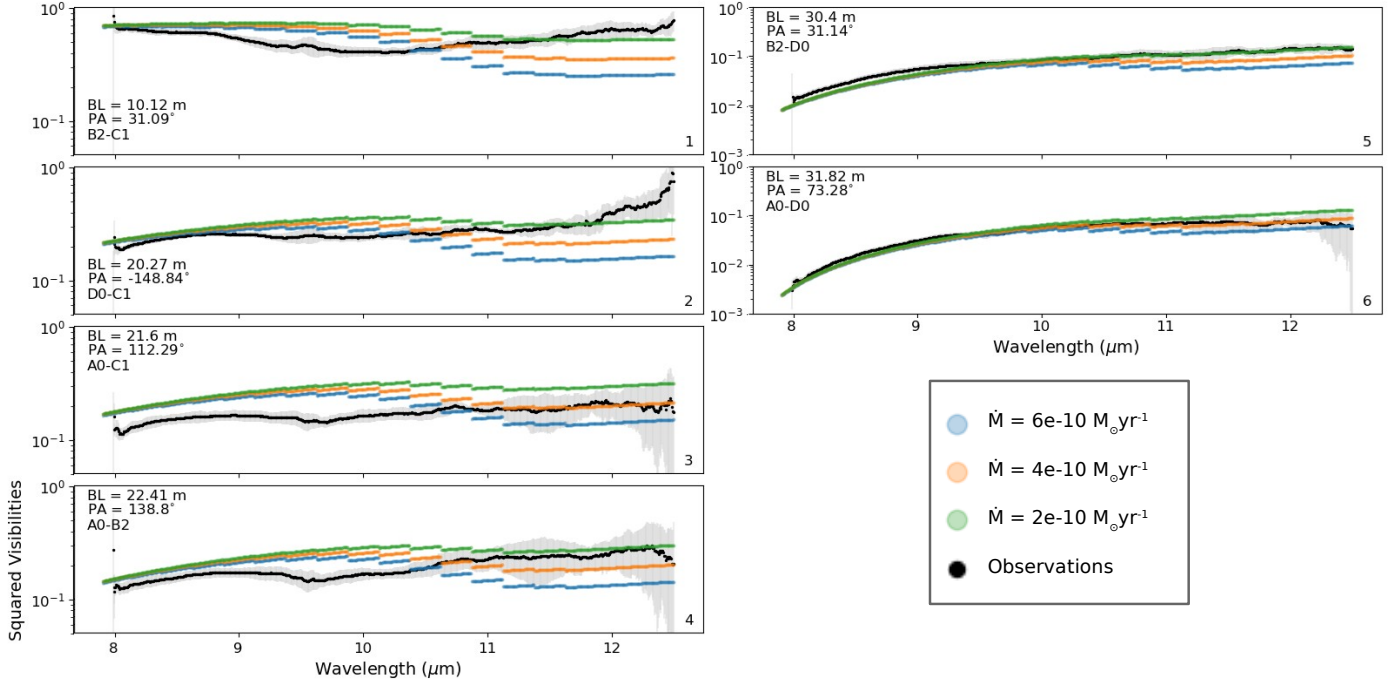 10⁰
10⁻¹
BL = 10.12 m
PA = 31.09°
B2-C1
1
10⁰
10⁻¹
BL = 20.27 m
PA = -148.84°
D0-C1
2
10⁰
10⁻¹
BL = 21.6 m
PA = 112.29°
A0-C1
3
10⁰
10⁻¹
BL = 22.41 m
PA = 138.8°
A0-B2
4
8 9 10 11 12
Wavelength (μm)
Squared Visibilities
10⁰
10⁻¹
10⁻²
10⁻³
BL = 30.4 m
PA = 31.14°
B2-D0
5
10⁰
10⁻¹
10⁻²
10⁻³
BL = 31.82 m
PA = 73.28°
A0-D0
6
8 9 10 11 12
Wavelength (μm)
Ṁ = 6e-10 M☉yr⁻¹
Ṁ = 4e-10 M☉yr⁻¹
Ṁ = 2e-10 M☉yr⁻¹
Observations